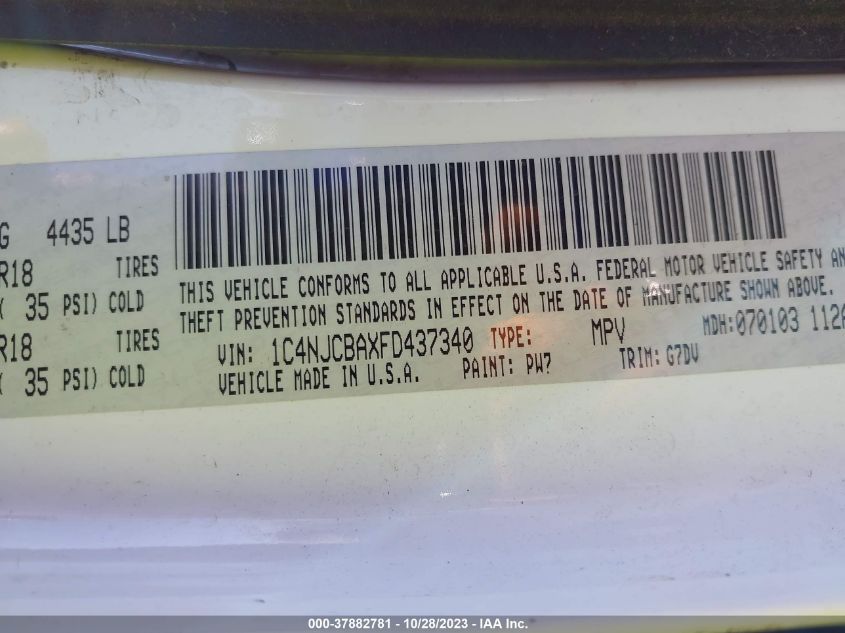 G 4435 LB
R18 TIRES
( 35 PSI) COLD
R18 TIRES
( 35 PSI) COLD
THIS VEHICLE CONFORMS TO ALL APPLICABLE U.S.A. FEDERAL MOTOR VEHICLE SAFETY AN
THEFT PREVENTION STANDARDS IN EFFECT ON THE DATE OF MANUFACTURE SHOWN ABOVE.
VIN: 1C4NJCBAXFD437340 TYPE: MPV MDH:070103 112
VEHICLE MADE IN U.S.A. PAINT: PW7 TRIM: G7DV
000-37882781 - 10/28/2023 - IAA Inc.